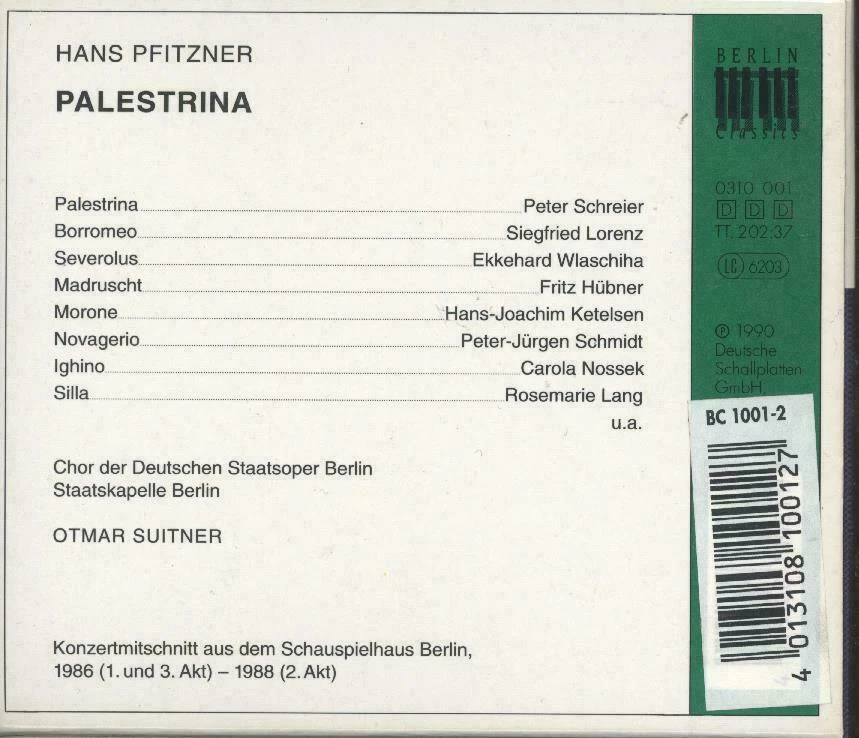 HANS PFITZNER
PALESTRINA
Palestrina Peter Schreier
Borromeo Siegfried Lorenz
Severolus Ekkehard Wlaschiha
Madruscht Fritz Hübner
Morone Hans-Joachim Ketelsen
Novagerio Peter-Jürgen Schmidt
Ighino Carola Nossek
Silla Rosemarie Lang
u.a.
Chor der Deutschen Staatsoper Berlin
Staatskapelle Berlin
OTMAR SUITNER
Konzertmitschnitt aus dem Schauspielhaus Berlin,
1986 (1. und 3. Akt) – 1988 (2. Akt)
BERLIN
Classics
0310 001
D D D
TT: 202:37
LC 6203
℗ 1990
Deutsche
Schallplatten
GmbH,
BC 1001-2
4 013108 100127